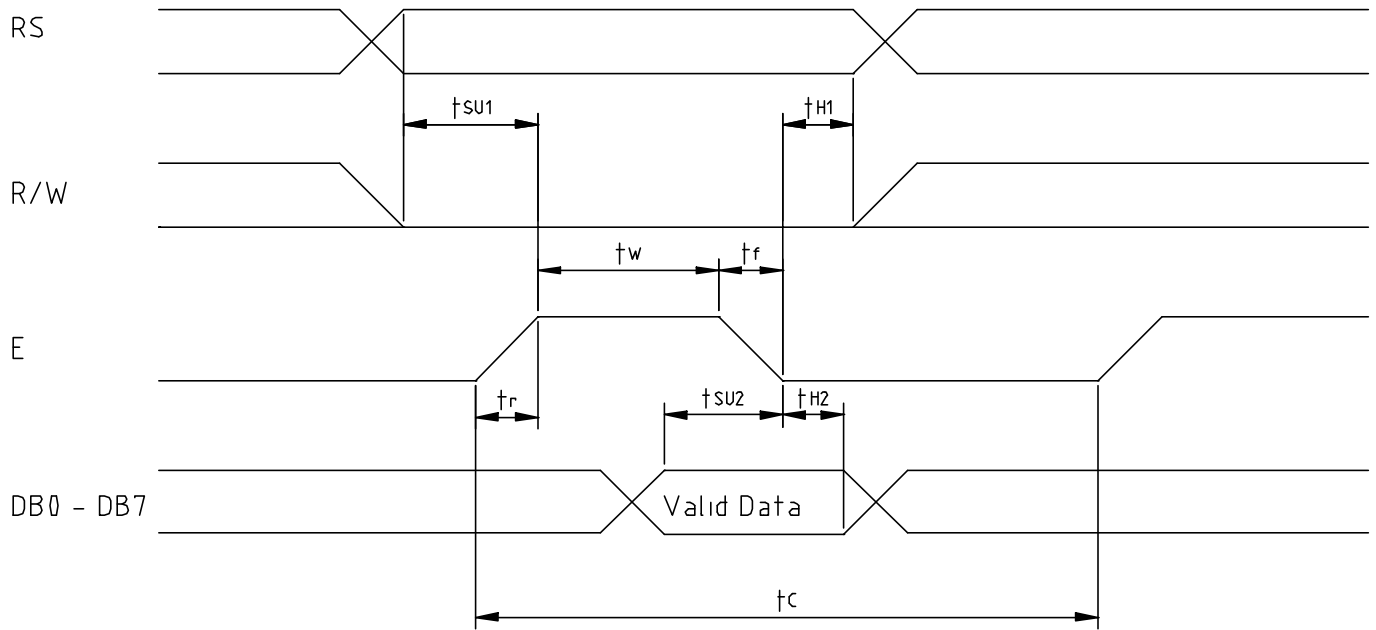 RS
tSU1
tH1
R/W
tW
tf
E
tr
tSU2
tH2
DB0 - DB7
Valid Data
tC